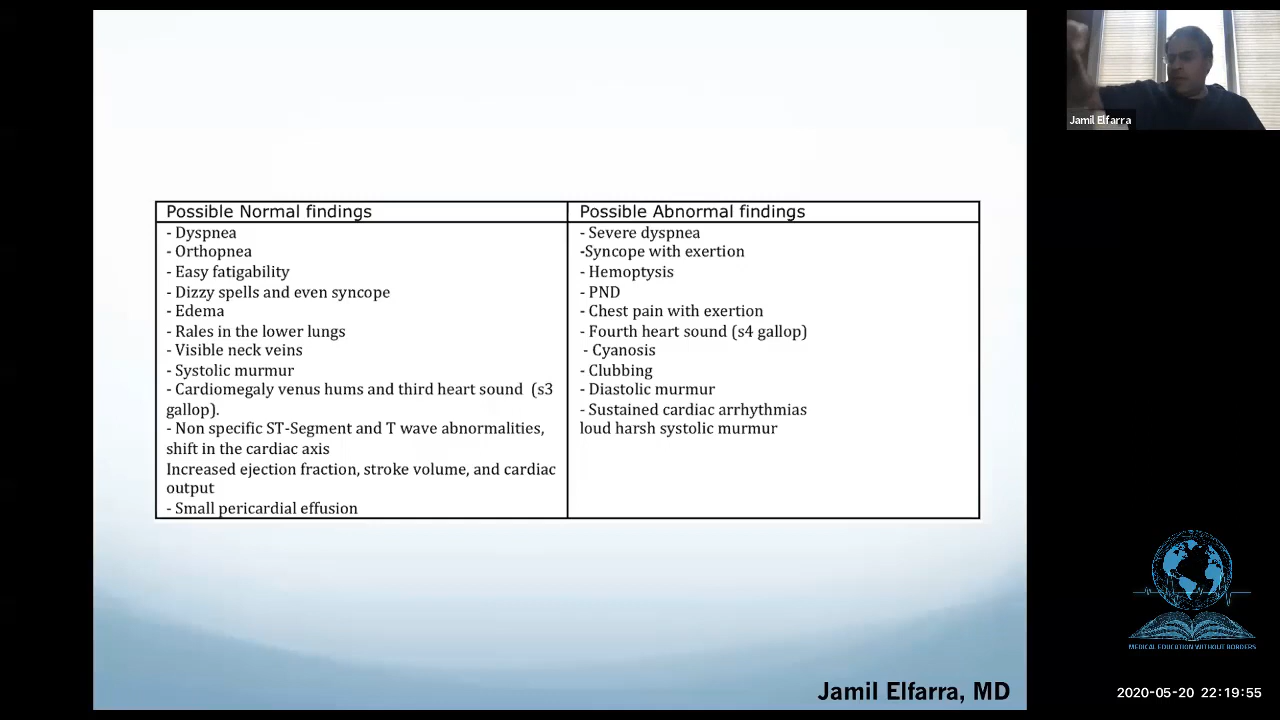 Jamil Elfarra
Possible Normal findings
- Dyspnea
- Orthopnea
- Easy fatigability
- Dizzy spells and even syncope
- Edema
- Rales in the lower lungs
- Visible neck veins
- Systolic murmur
- Cardiomegaly venus hums and third heart sound (s3
gallop).
- Non specific ST-Segment and T wave abnormalities,
shift in the cardiac axis
Increased ejection fraction, stroke volume, and cardiac
output
- Small pericardial effusion
Possible Abnormal findings
- Severe dyspnea
-Syncope with exertion
- Hemoptysis
- PND
- Chest pain with exertion
- Fourth heart sound (s4 gallop)
- Cyanosis
- Clubbing
- Diastolic murmur
- Sustained cardiac arrhythmias
loud harsh systolic murmur
MEDICAL EDUCATION WITHOUT BORDERS
Jamil Elfarra, MD
2020-05-20 22:19:55